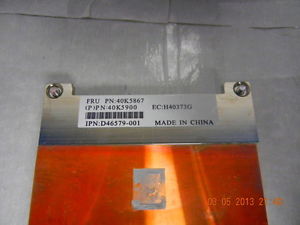 FRU PN:40K5867
(P)PN:40K5900 EC:H40373G
IPN:D46579-001 MADE IN CHINA
03 05 2013